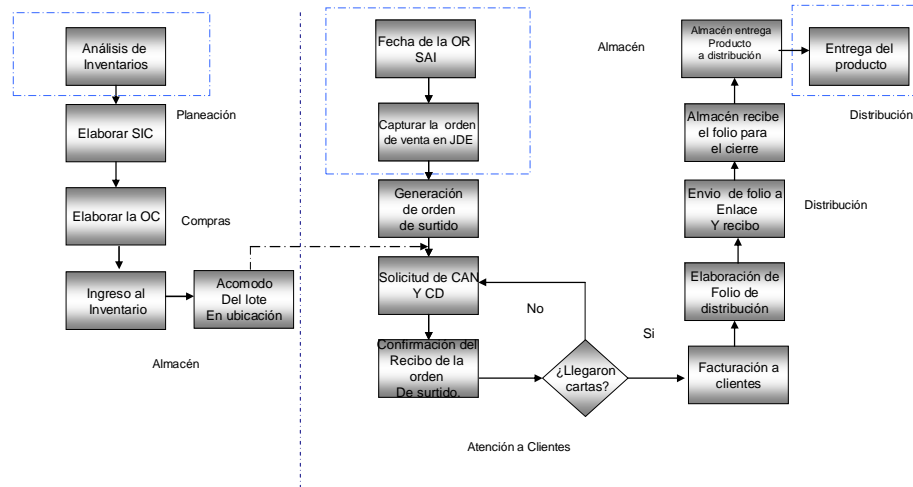 Análisis de
Inventarios
Planeación
Elaborar SIC
Elaborar la OC
Compras
Ingreso al
Inventario
Acomodo
Del lote
En ubicación
Almacén
Fecha de la OR
SAI
Capturar la orden
de venta en JDE
Generación
de orden
de surtido
Solicitud de CAN
Y CD
Confirmación del
Recibo de la
orden
De surtido.
¿Llegaron
cartas?
No
Si
Atención a Clientes
Facturación a
clientes
Elaboración de
Folio de
distribución
Envio de folio a
Enlace
Y recibo
Distribución
Almacén recibe
el folio para
el cierre
Almacén
Almacén entrega
Producto
a distribución
Entrega del
producto
Distribución